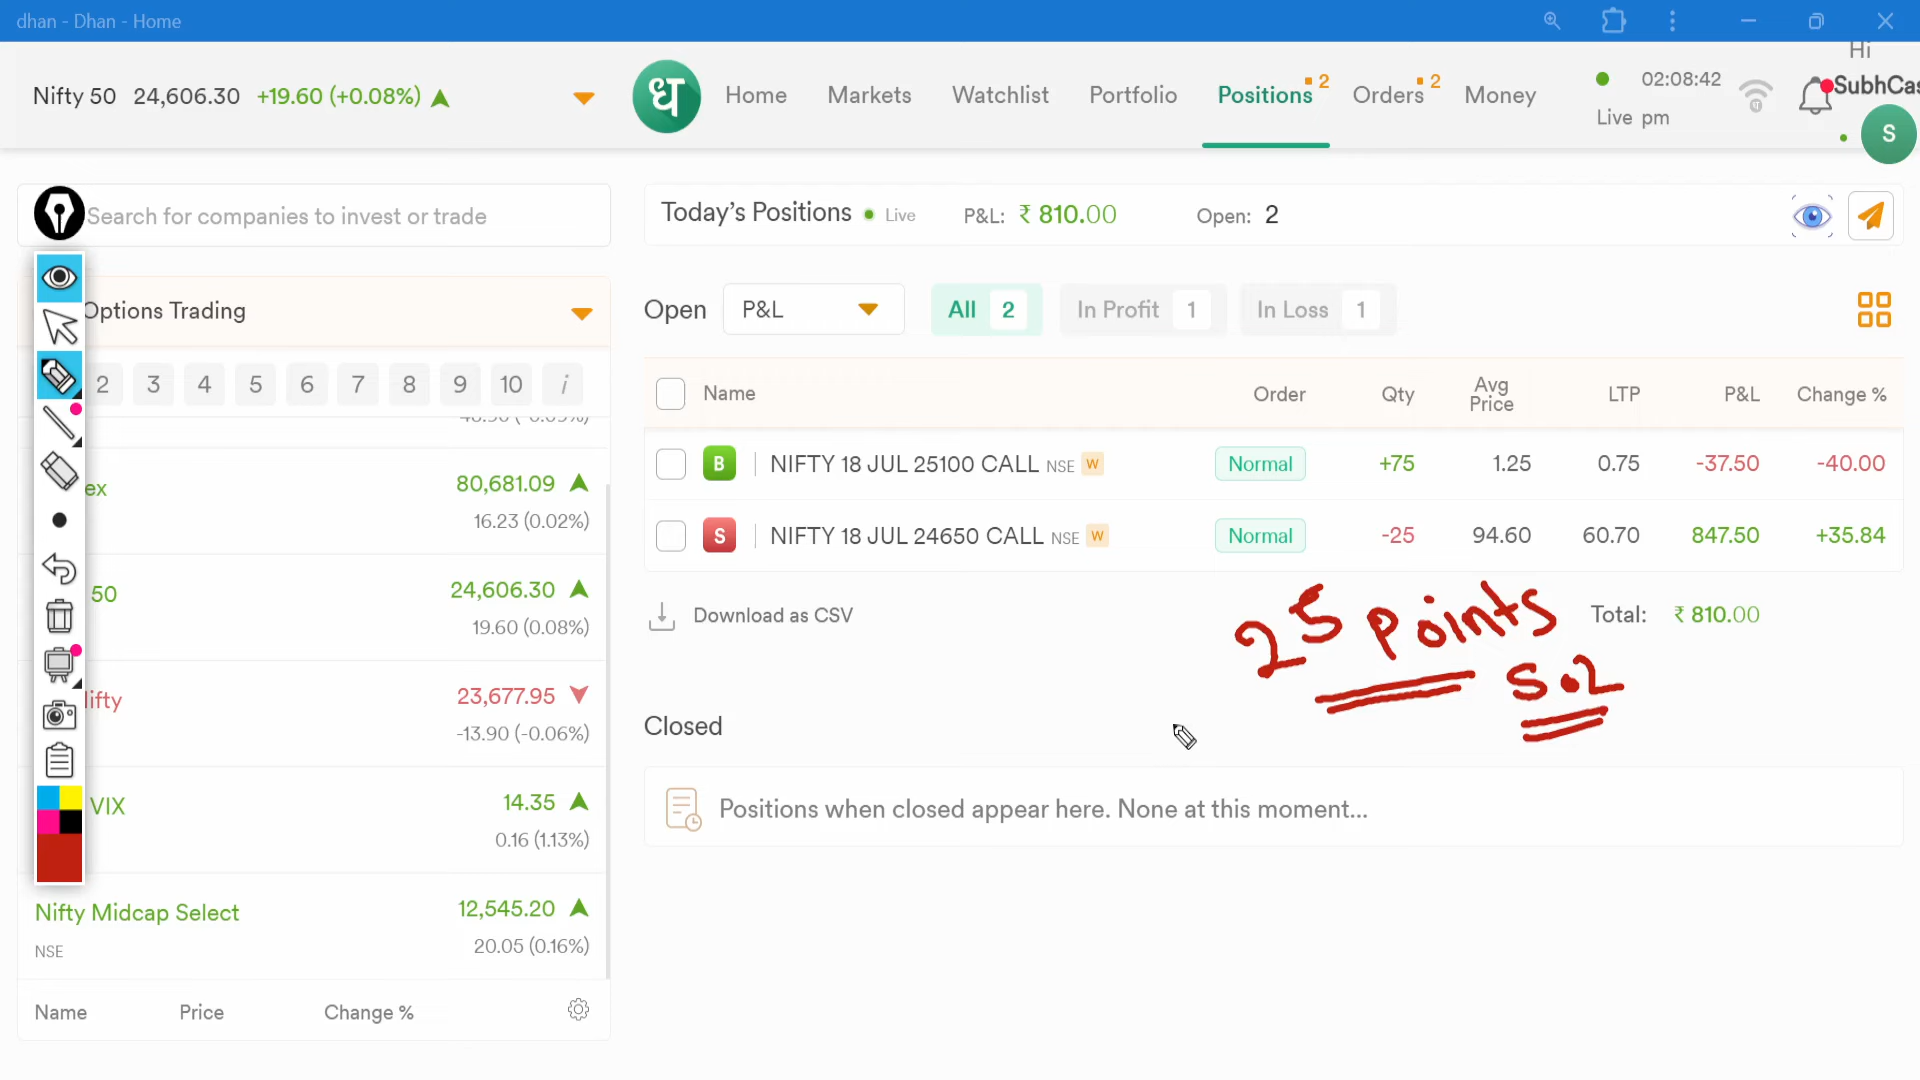 dhan - Dhan - Home
Hi
Nifty 50 24,606.30 +19.60 (+0.08%)
ध
Home Markets Watchlist Portfolio Positions 2 Orders 2 Money
02:08:42
Live pm
SubhCas
S
Search for companies to invest or trade
Today's Positions Live P&L: ₹ 810.00 Open: 2
Options Trading
Open P&L All 2 In Profit 1 In Loss 1
2 3 4 5 6 7 8 9 10 i
Name Order Qty Avg Price LTP P&L Change %
B NIFTY 18 JUL 25100 CALL NSE W Normal +75 1.25 0.75 -37.50 -40.00
S NIFTY 18 JUL 24650 CALL NSE W Normal -25 94.60 60.70 847.50 +35.84
Download as CSV
Total: ₹ 810.00
25 points
S.2
ex 80,681.09
16.23 (0.02%)
50 24,606.30
19.60 (0.08%)
ifty 23,677.95
-13.90 (-0.06%)
VIX 14.35
0.16 (1.13%)
Nifty Midcap Select 12,545.20
NSE 20.05 (0.16%)
Name Price Change %
Closed
Positions when closed appear here. None at this moment...